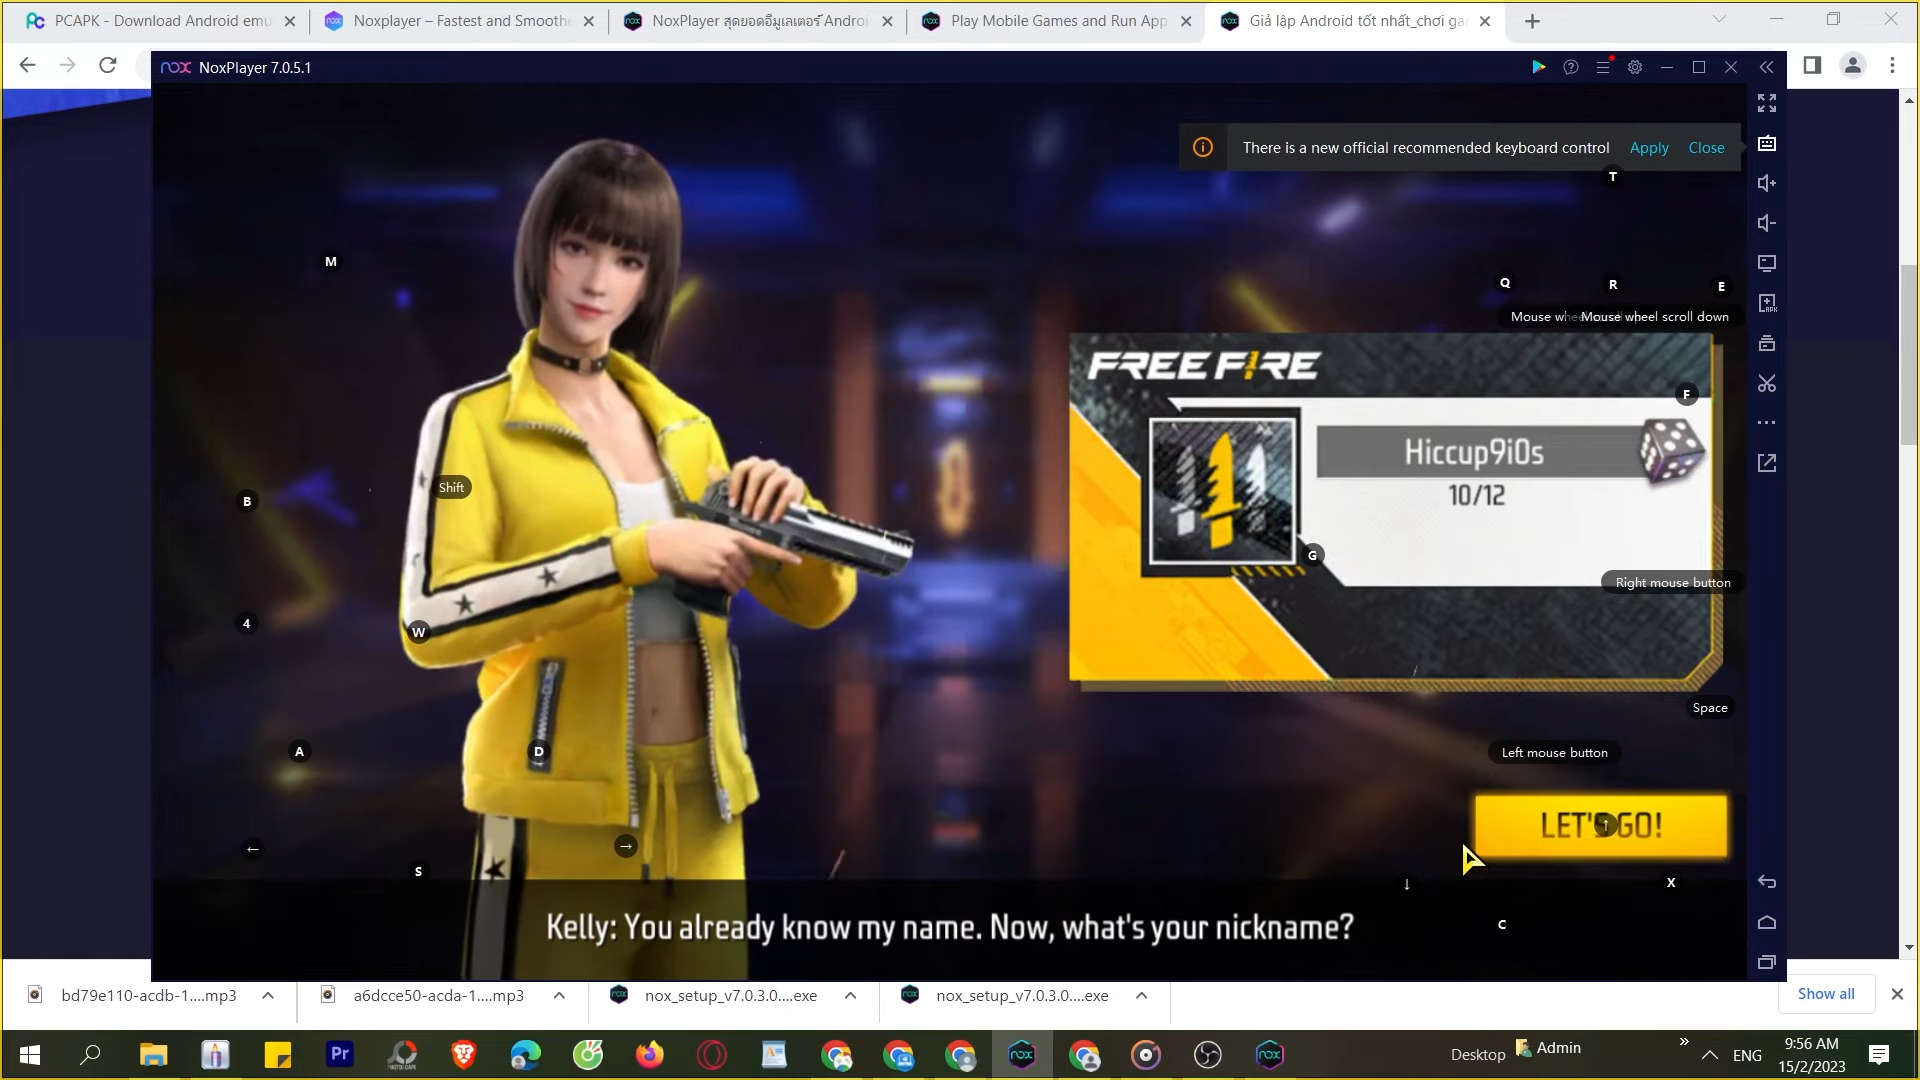 PCAPK - Download Android emu
Noxplayer – Fastest and Smoothe
NoxPlayer สุดยอดอีมูเลเตอร์ Androi
Play Mobile Games and Run App
Giả lập Android tốt nhất_chơi ga
nox NoxPlayer 7.0.5.1
There is a new official recommended keyboard control Apply Close
T
M
Q R E
Mouse whe Mouse wheel scroll down
FREE FIRE
F
Hiccup9i0s
10/12
Shift
B
G
Right mouse button
4
W
Space
A
D
Left mouse button
LET'S GO!
←
→
↑
S
↓
X
C
Kelly: You already know my name. Now, what's your nickname?
bd79e110-acdb-1....mp3
a6dcce50-acda-1....mp3
nox_setup_v7.0.3.0....exe
nox_setup_v7.0.3.0....exe
Show all
Pr
nox
Desktop
Admin
ENG
9:56 AM
15/2/2023